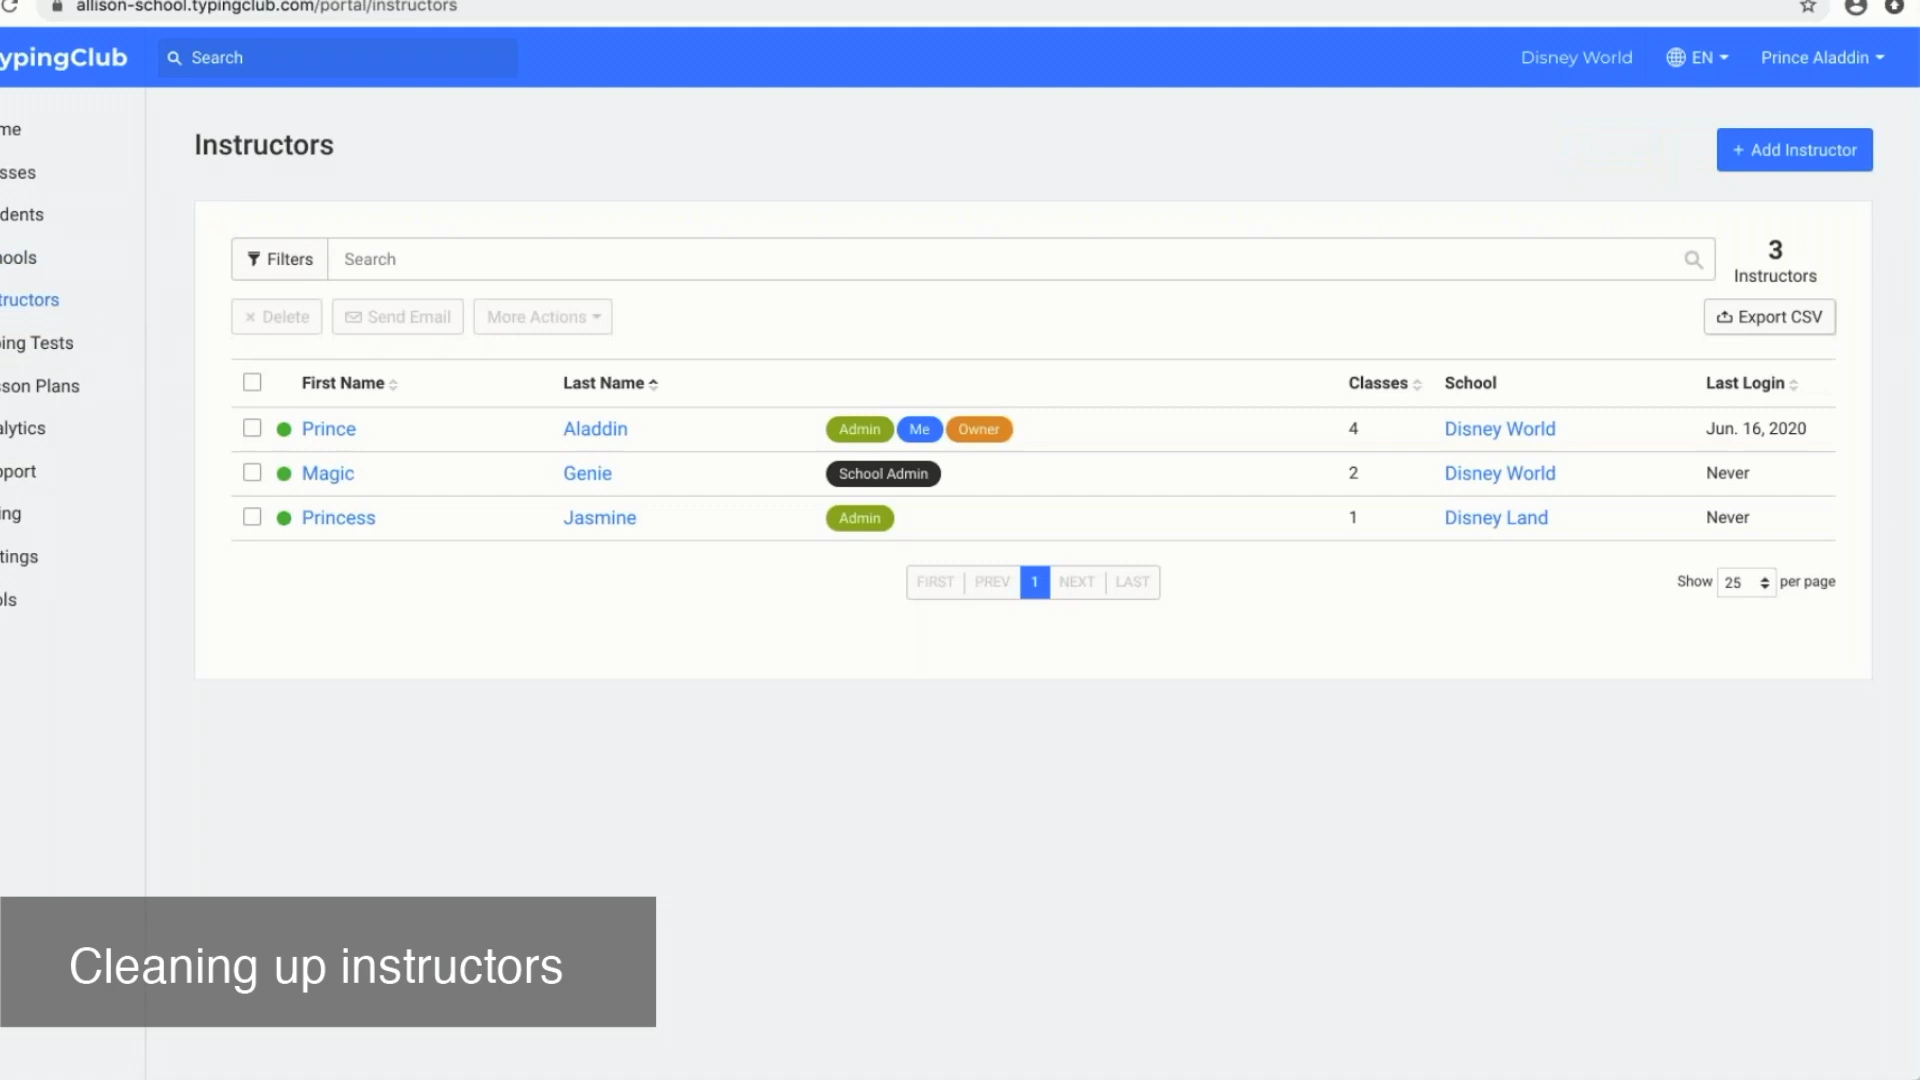 allison-school.typingclub.com/portal/instructors
ypingClub
Search
Disney World
EN
Prince Aladdin
me
sses
dents
ools
tructors
ing Tests
son Plans
alytics
port
ing
tings
ls
Instructors
+ Add Instructor
Filters
Search
3
Instructors
× Delete
Send Email
More Actions
Export CSV
First Name Last Name Classes School Last Login
Prince Aladdin Admin Me Owner 4 Disney World Jun. 16, 2020
Magic Genie School Admin 2 Disney World Never
Princess Jasmine Admin 1 Disney Land Never
FIRST PREV 1 NEXT LAST
Show 25 per page
Cleaning up instructors